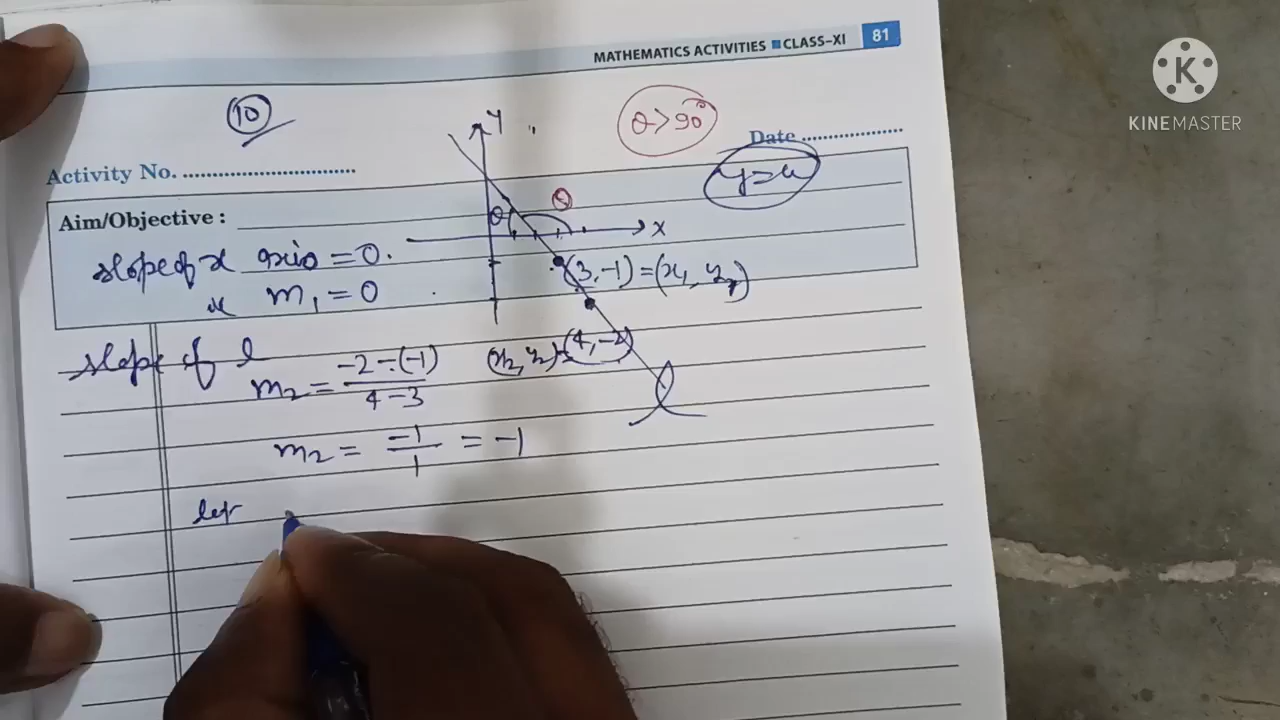 MATHEMATICS ACTIVITIES ■ CLASS-XI 81
K
KINEMASTER
10
Y
θ > 90°
Date
Activity No.
Aim/Objective :
θ
θ
X
slope of x axis = 0.
(3, -1) = (x₁, y₁)
m₁ = 0
slope of l
m₂ = -2 - (-1) / 4 - 3
(x₂, y₂) = (4, -2)
l
m₂ = -1 / 1 = -1
let